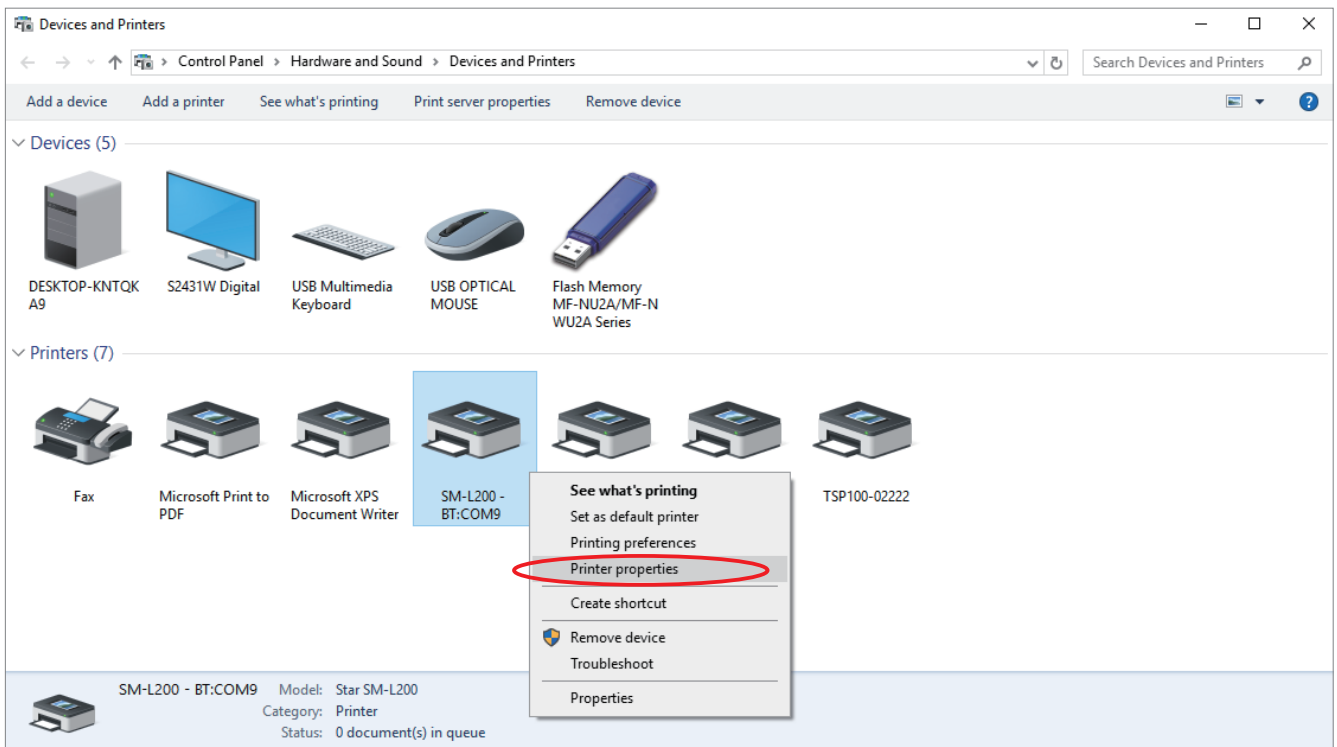 Devices and Printers
Control Panel > Hardware and Sound > Devices and Printers
Search Devices and Printers
Add a device Add a printer See what's printing Print server properties Remove device
?
Devices (5)
DESKTOP-KNTQK
A9
S2431W Digital
USB Multimedia
Keyboard
USB OPTICAL
MOUSE
Flash Memory
MF-NU2A/MF-N
WU2A Series
Printers (7)
Fax
Microsoft Print to
PDF
Microsoft XPS
Document Writer
SM-L200 -
BT:COM9
TSP100-02222
See what's printing
Set as default printer
Printing preferences
Printer properties
Create shortcut
Remove device
Troubleshoot
Properties
SM-L200 - BT:COM9 Model: Star SM-L200
Category: Printer
Status: 0 document(s) in queue